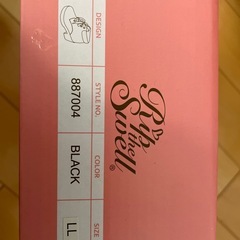 Rip
the
Swell®
DESIGN
STYLE NO.
887004
COLOR
BLACK
SIZE
LL